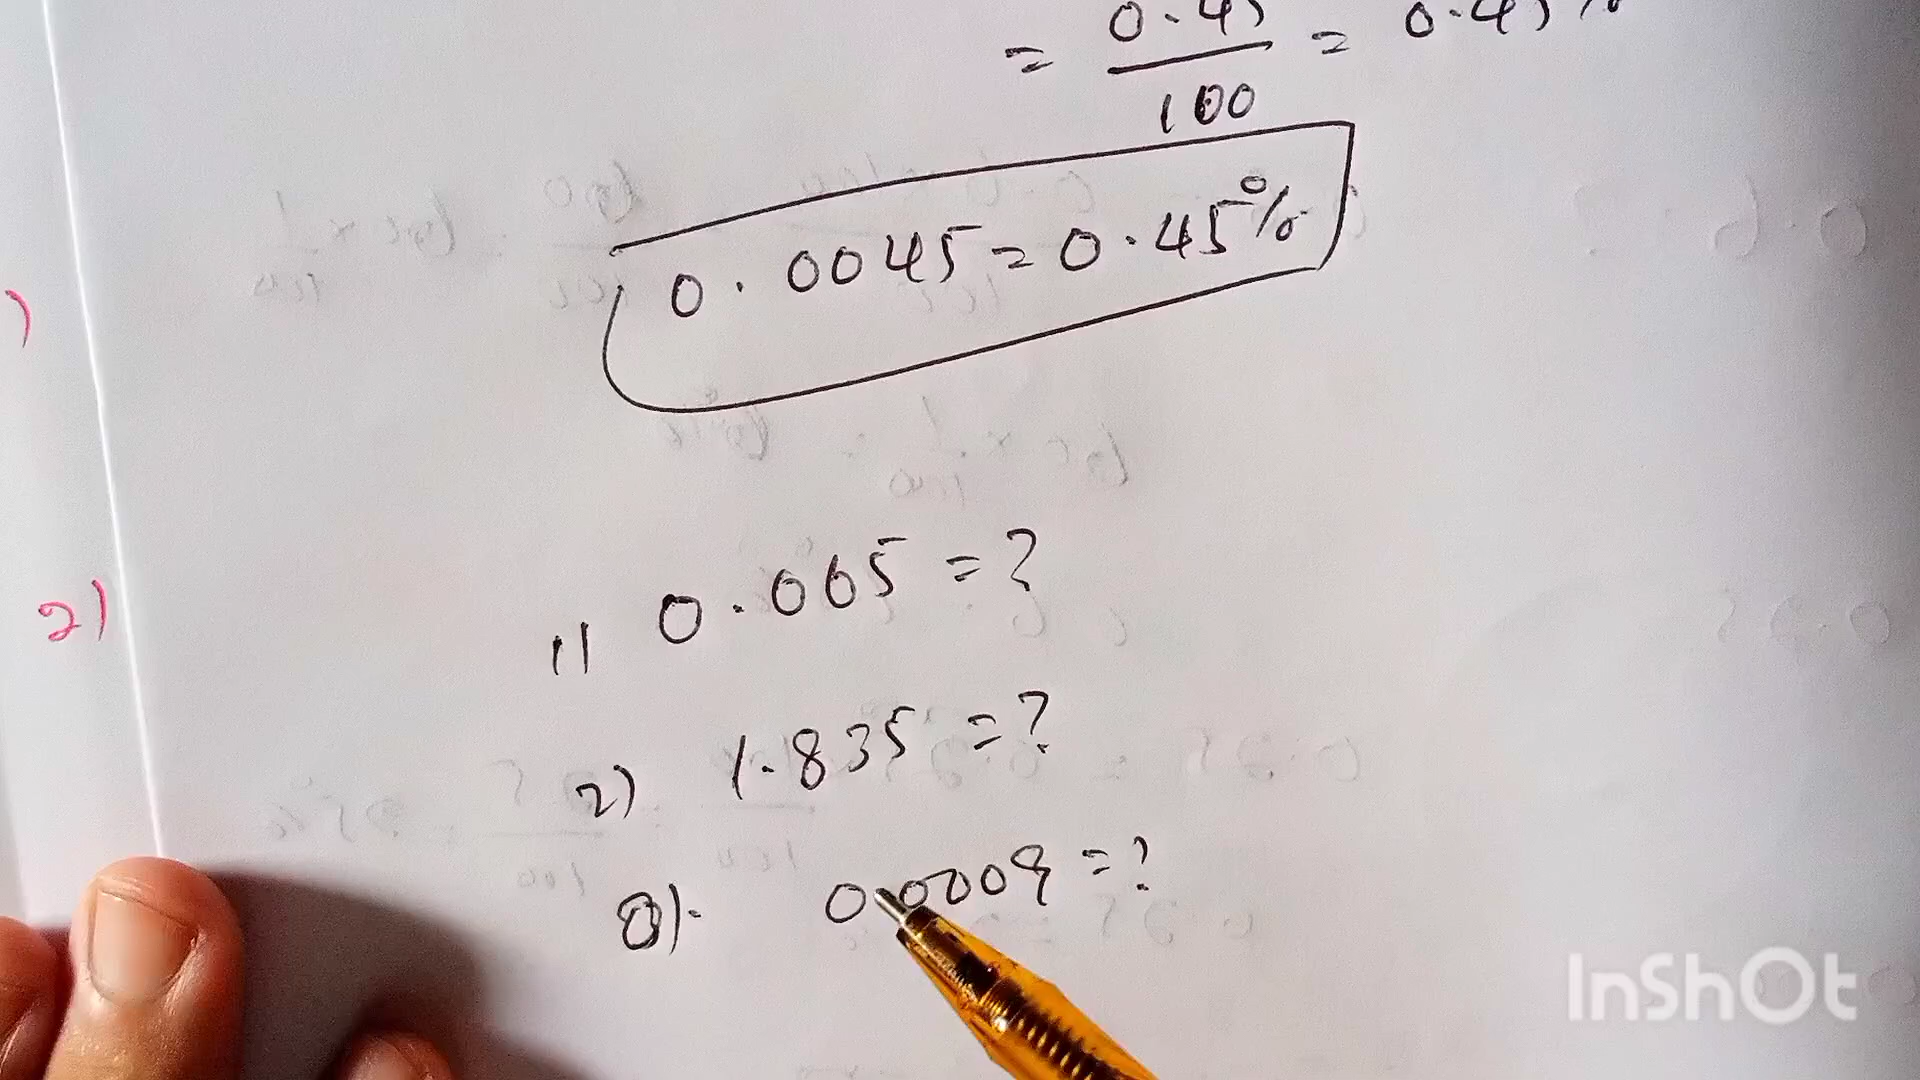 = 0.45/100 = 0.45%
0.0045 = 0.45%
1) 0.065 = ?
2) 1.835 = ?
3). 0.0009 = ?
2)
InShOt